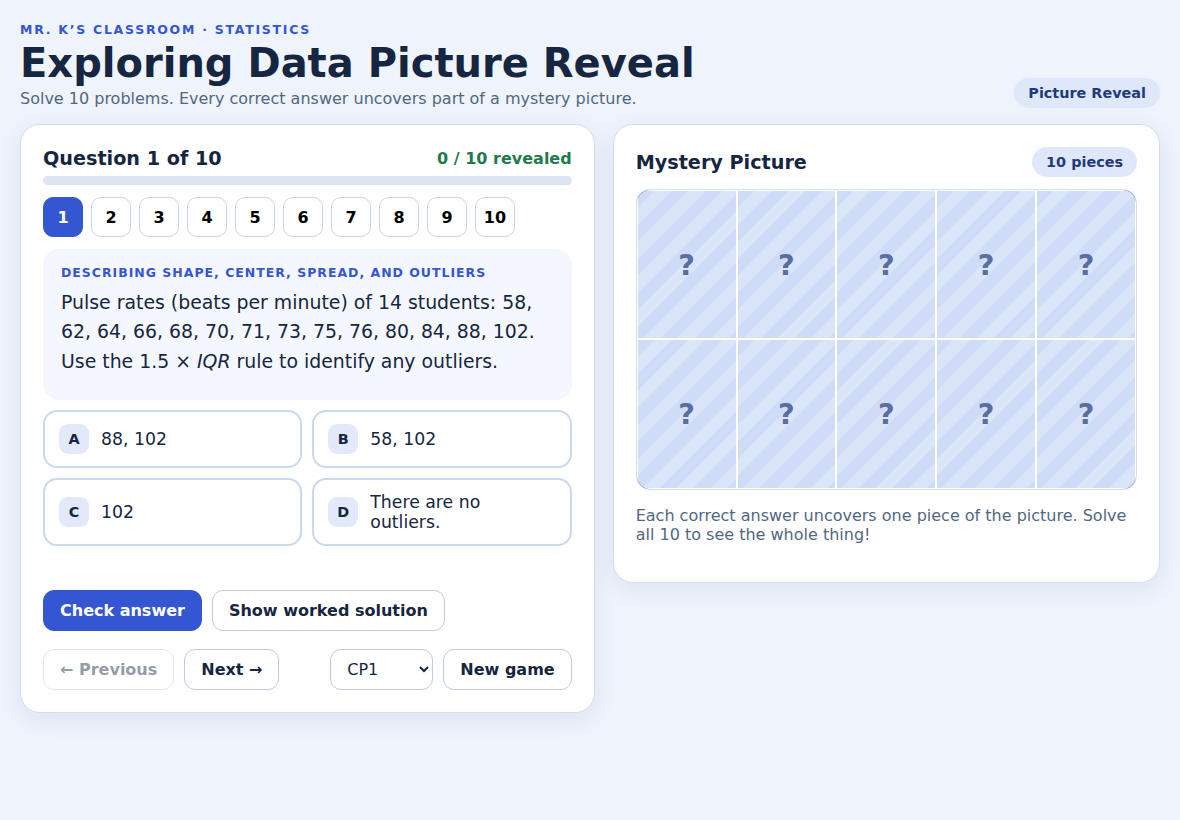 MR. K’S CLASSROOM · STATISTICS
Exploring Data Picture Reveal
Solve 10 problems. Every correct answer uncovers part of a mystery picture.
Picture Reveal
Question 1 of 10
0 / 10 revealed
1 2 3 4 5 6 7 8 9 10
DESCRIBING SHAPE, CENTER, SPREAD, AND OUTLIERS
Pulse rates (beats per minute) of 14 students: 58,
62, 64, 66, 68, 70, 71, 73, 75, 76, 80, 84, 88, 102.
Use the 1.5 × IQR rule to identify any outliers.
A 88, 102
B 58, 102
C 102
D There are no
outliers.
Check answer
Show worked solution
← Previous
Next →
CP1
New game
Mystery Picture
10 pieces
? ? ? ? ?
? ? ? ? ?
Each correct answer uncovers one piece of the picture. Solve
all 10 to see the whole thing!